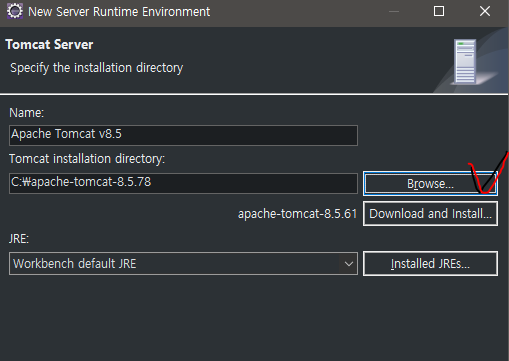 New Server Runtime Environment
Tomcat Server
Specify the installation directory
Name:
Apache Tomcat v8.5
Tomcat installation directory:
C:₩apache-tomcat-8.5.78 Browse...
apache-tomcat-8.5.61 Download and Install...
JRE:
Workbench default JRE Installed JREs...